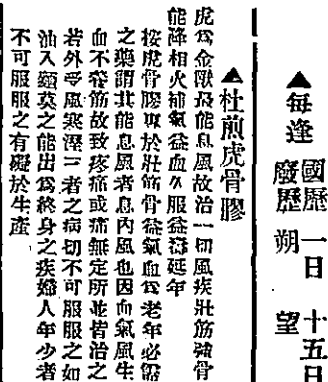 ▲每逢 國歷 一日 十五日
廢歷 朔 望
▲杜煎虎骨膠
虎爲金獸最能息風故治一切風疾壯筋強骨
能降相火補氣益血久服益壽延年
按虎骨膠專於壯筋骨益氣血爲老年必需
之藥謂其能息風者息內風也因血氣風生
血不養筋故致疼痛或痛無定所並皆治之
若外受風寒溼三者之病切不可服服之如
油入麵莫之能出爲終身之疾婦人年少者
不可服服之有礙於生產